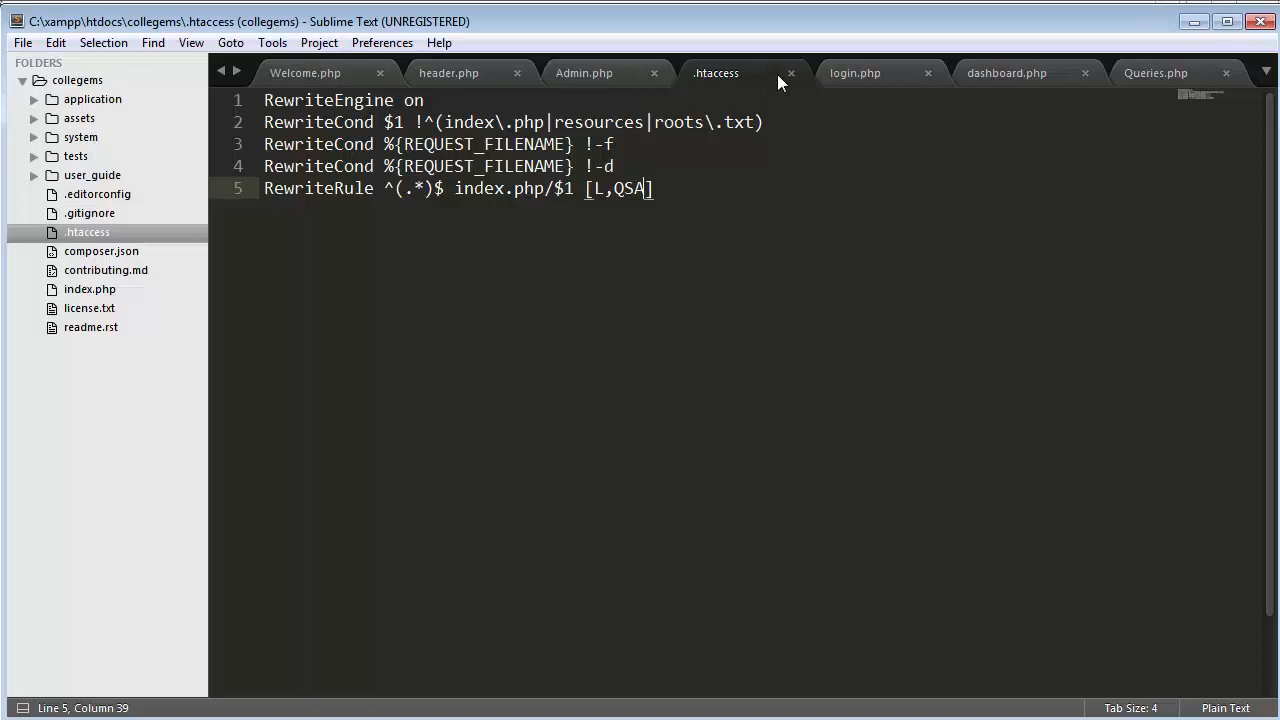 C:\xampp\htdocs\collegems\.htaccess (collegems) - Sublime Text (UNREGISTERED)
File Edit Selection Find View Goto Tools Project Preferences Help
FOLDERS
collegems
application
assets
system
tests
user_guide
.editorconfig
.gitignore
.htaccess
composer.json
contributing.md
index.php
license.txt
readme.rst
Welcome.php header.php Admin.php .htaccess login.php dashboard.php Queries.php
1 RewriteEngine on
2 RewriteCond $1 !^(index\.php|resources|roots\.txt)
3 RewriteCond %{REQUEST_FILENAME} !-f
4 RewriteCond %{REQUEST_FILENAME} !-d
5 RewriteRule ^(.*)$ index.php/$1 [L,QSA]
Line 5, Column 39 Tab Size: 4 Plain Text